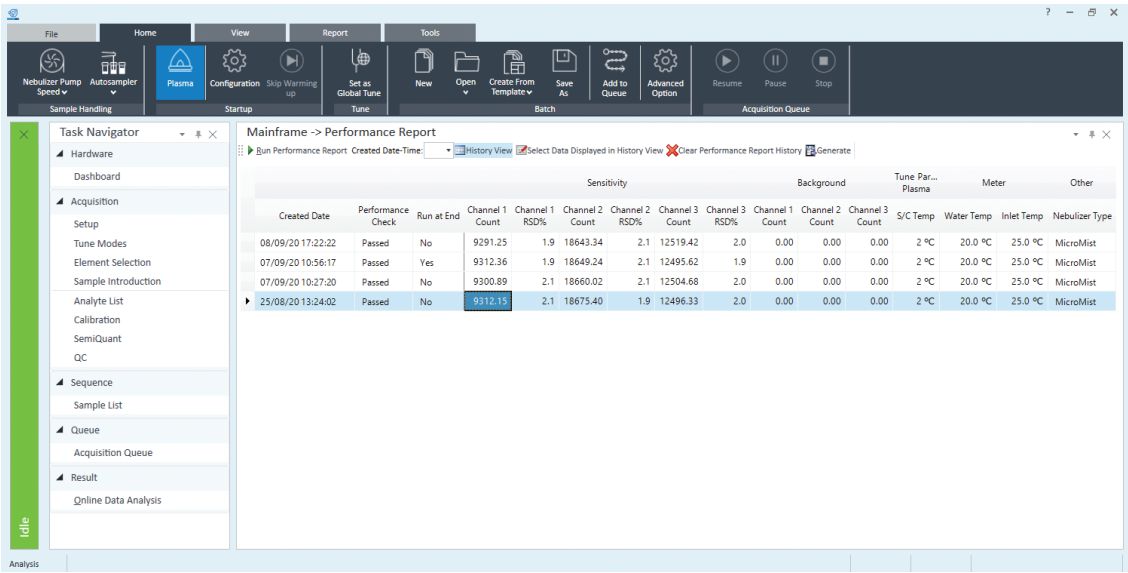 ? – X
File Home View Report Tools
Nebulizer Pump Speed Autosampler Plasma Configuration Skip Warming up Set as Global Tune New Open Create From Template Save As Add to Queue Advanced Option Resume Pause Stop
Sample Handling Startup Tune Batch Acquisition Queue
Task Navigator
Hardware
Dashboard
Acquisition
Setup
Tune Modes
Element Selection
Sample Introduction
Analyte List
Calibration
SemiQuant
QC
Sequence
Sample List
Queue
Acquisition Queue
Result
Online Data Analysis
Idle
Mainframe -> Performance Report
Run Performance Report Created Date-Time: History View Select Data Displayed in History View Clear Performance Report History Generate
Sensitivity Background Tune Par... Plasma Meter Other
Created Date Performance Check Run at End Channel 1 Count Channel 1 RSD% Channel 2 Count Channel 2 RSD% Channel 3 Count Channel 3 RSD% Channel 1 Count Channel 2 Count Channel 3 Count S/C Temp Water Temp Inlet Temp Nebulizer Type
08/09/20 17:22:22 Passed No 9291.25 1.9 18643.34 2.1 12519.42 2.0 0.00 0.00 0.00 2 ºC 20.0 ºC 25.0 ºC MicroMist
07/09/20 10:56:17 Passed Yes 9312.36 1.9 18649.24 2.1 12495.62 1.9 0.00 0.00 0.00 2 ºC 20.0 ºC 25.0 ºC MicroMist
07/09/20 10:27:20 Passed No 9300.89 2.1 18660.02 2.1 12504.68 2.0 0.00 0.00 0.00 2 ºC 20.0 ºC 25.0 ºC MicroMist
25/08/20 13:24:02 Passed No 9312.15 2.1 18675.40 1.9 12496.33 2.0 0.00 0.00 0.00 2 ºC 20.0 ºC 25.0 ºC MicroMist
Analysis